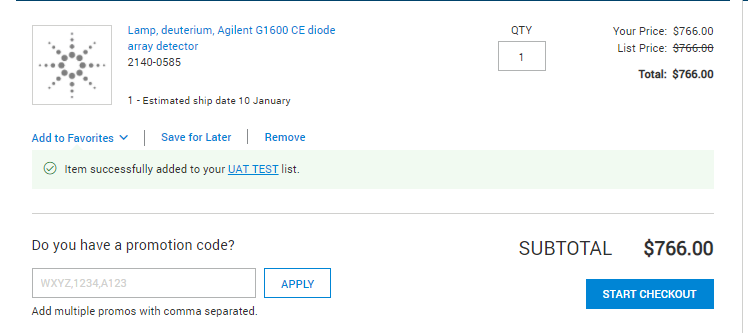 Lamp, deuterium, Agilent G1600 CE diode
array detector
2140-0585
1 - Estimated ship date 10 January
QTY
1
Your Price: $766.00
List Price: $766.00
Total: $766.00
Add to Favorites
Save for Later
Remove
Item successfully added to your UAT TEST list.
Do you have a promotion code?
WXYZ,1234,A123
APPLY
Add multiple promos with comma separated.
SUBTOTAL $766.00
START CHECKOUT